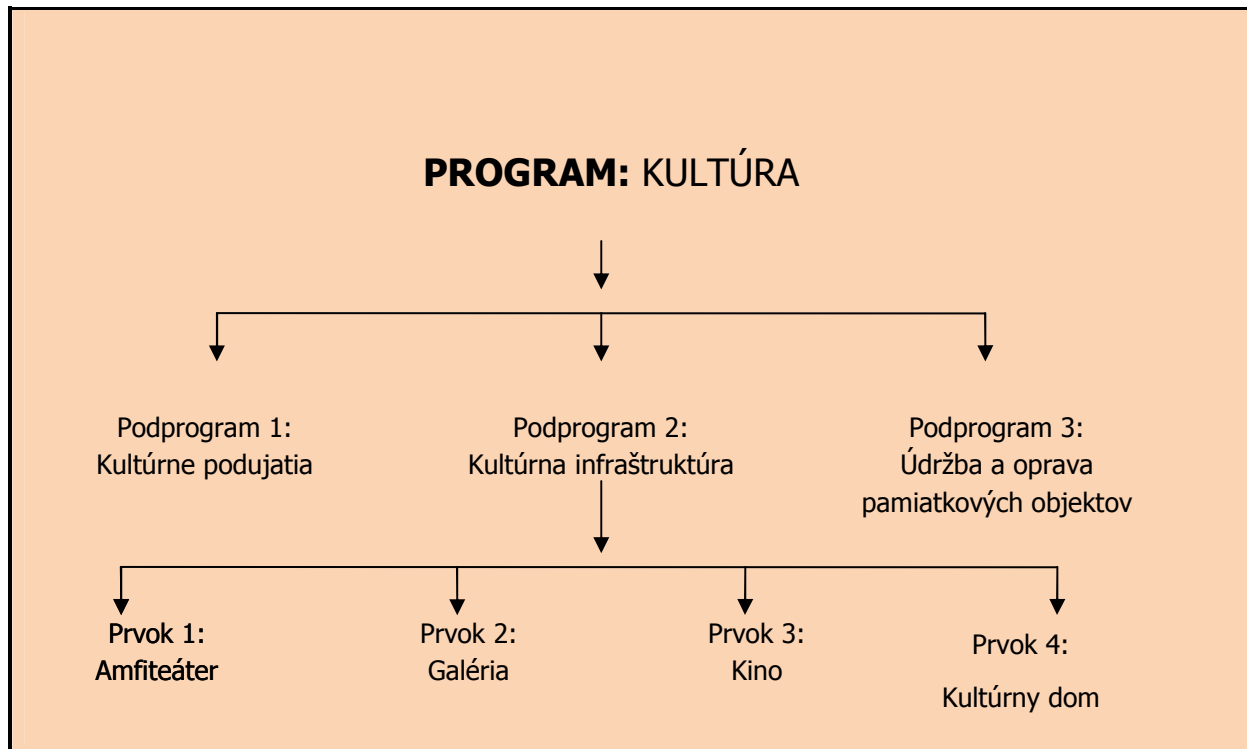 PROGRAM: KULTÚRA
Podprogram 1:
Kultúrne podujatia
Podprogram 2:
Kultúrna infraštruktúra
Podprogram 3:
Údržba a oprava
pamiatkových objektov
Prvok 1:
Amfiteáter
Prvok 2:
Galéria
Prvok 3:
Kino
Prvok 4:
Kultúrny dom